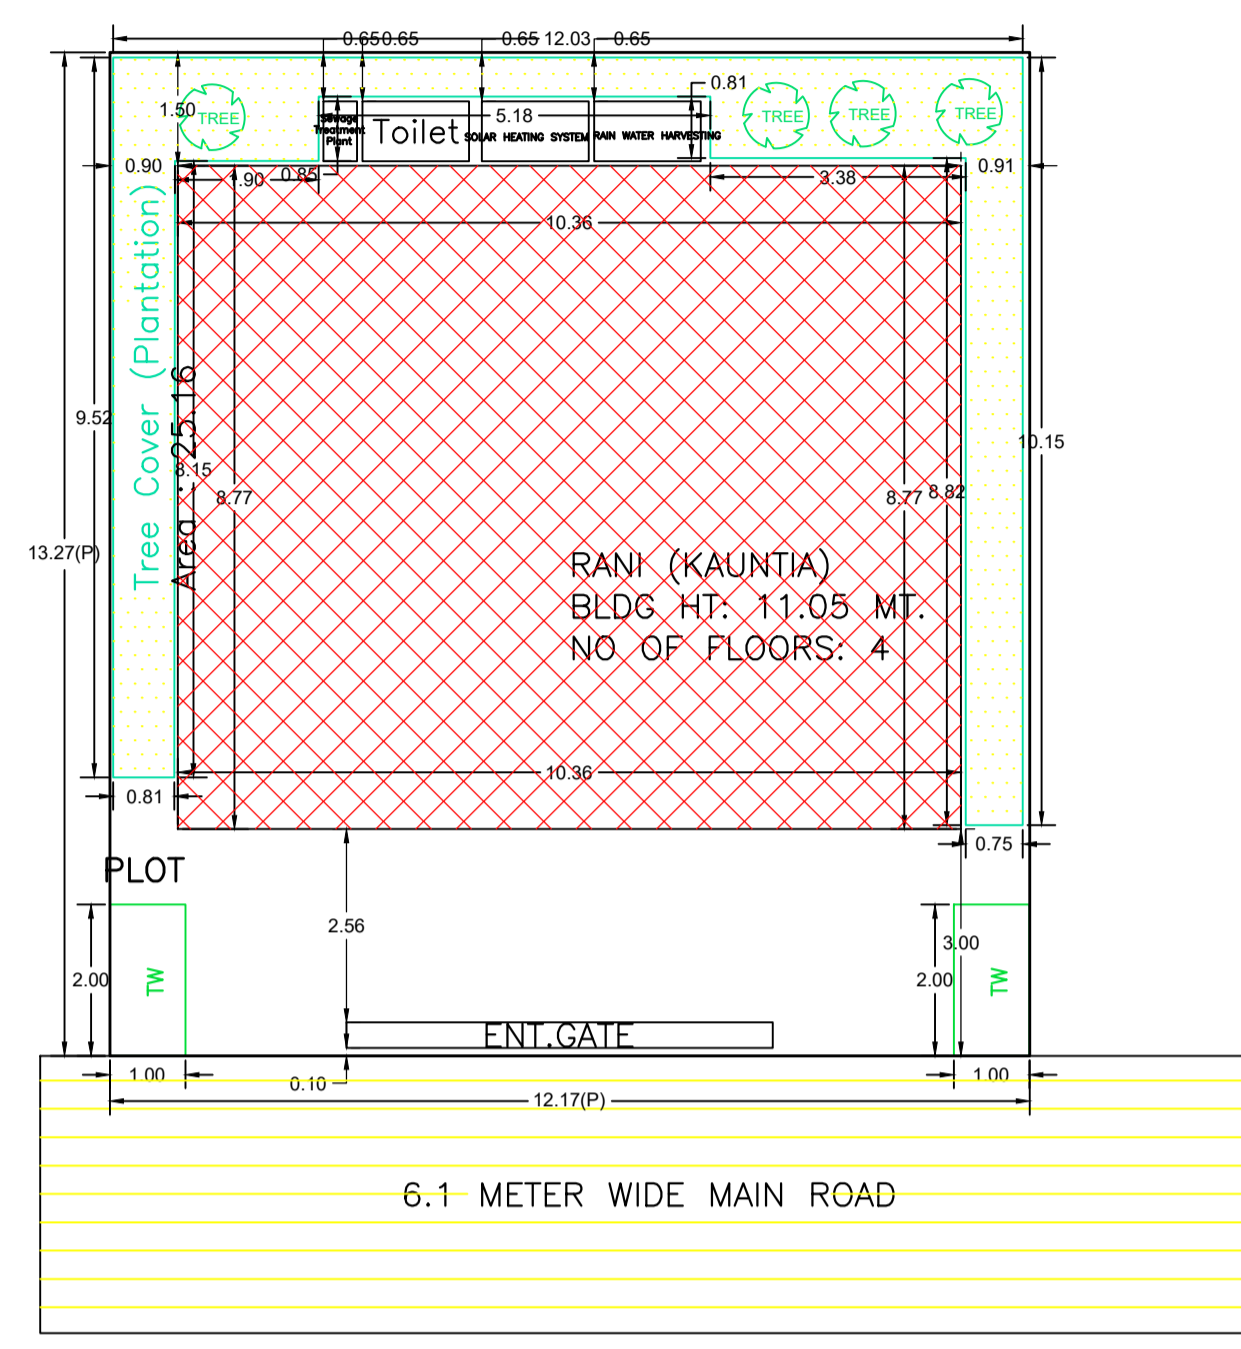 0.65 0.65 0.65 12.03 0.65
0.81
1.50
TREE
TREE
TREE
TREE
5.18
Sewage
Treatment
Plant
Toilet
SOLAR HEATING SYSTEM
RAIN WATER HARVESTING
0.90
.90
0.85
3.38
0.91
10.36
Tree Cover (Plantation)
Area : 25.16
9.52
8.15
8.77
8.77
8.82
10.15
13.27(P)
RANI (KAUNTIA)
BLDG HT: 11.05 MT.
NO OF FLOORS: 4
10.36
0.81
0.75
PLOT
2.56
3.00
2.00
TW
2.00
TW
ENT.GATE
1.00
0.10
1.00
12.17(P)
6.1 METER WIDE MAIN ROAD